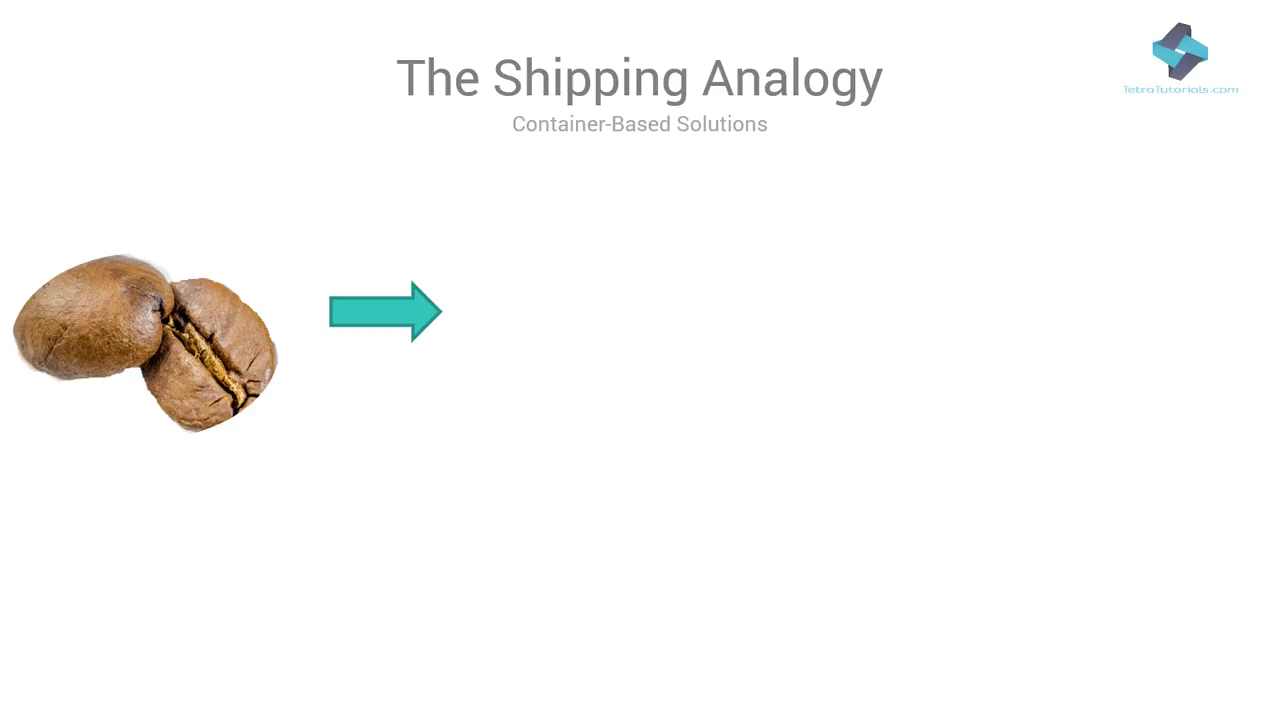 The Shipping Analogy
Container-Based Solutions
TetraTutorials.com